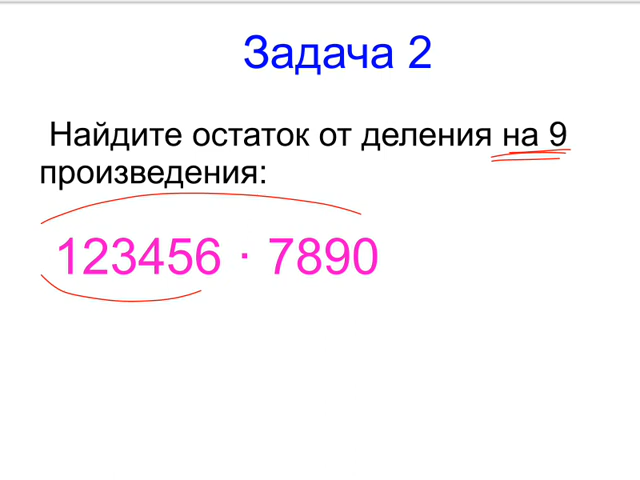 Задача 2
Найдите остаток от деления на 9
произведения:
123456 · 7890